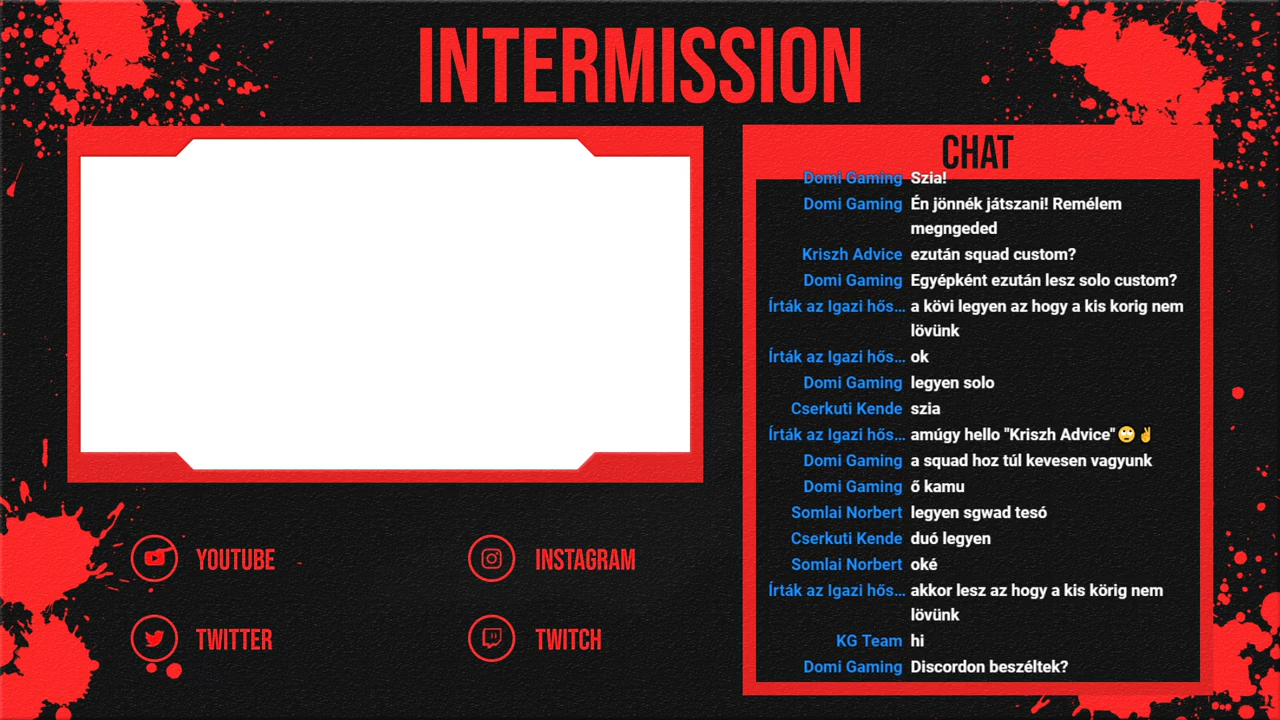 INTERMISSION
CHAT
Domi Gaming Szia!
Domi Gaming Én jönnék játszani! Remélem
megngeded
Kriszh Advice ezután squad custom?
Domi Gaming Egyépként ezután lesz solo custom?
Írták az Igazi hős... a kövi legyen az hogy a kis korig nem
lövünk
Írták az Igazi hős... ok
Domi Gaming legyen solo
Cserkuti Kende szia
Írták az Igazi hős... amúgy hello "Kriszh Advice"🙄✌
Domi Gaming a squad hoz túl kevesen vagyunk
Domi Gaming ő kamu
Somlai Norbert legyen sgwad tesó
Cserkuti Kende duó legyen
Somlai Norbert oké
Írták az Igazi hős... akkor lesz az hogy a kis körig nem
lövünk
KG Team hi
Domi Gaming Discordon beszéltek?
YOUTUBE
INSTAGRAM
TWITTER
TWITCH